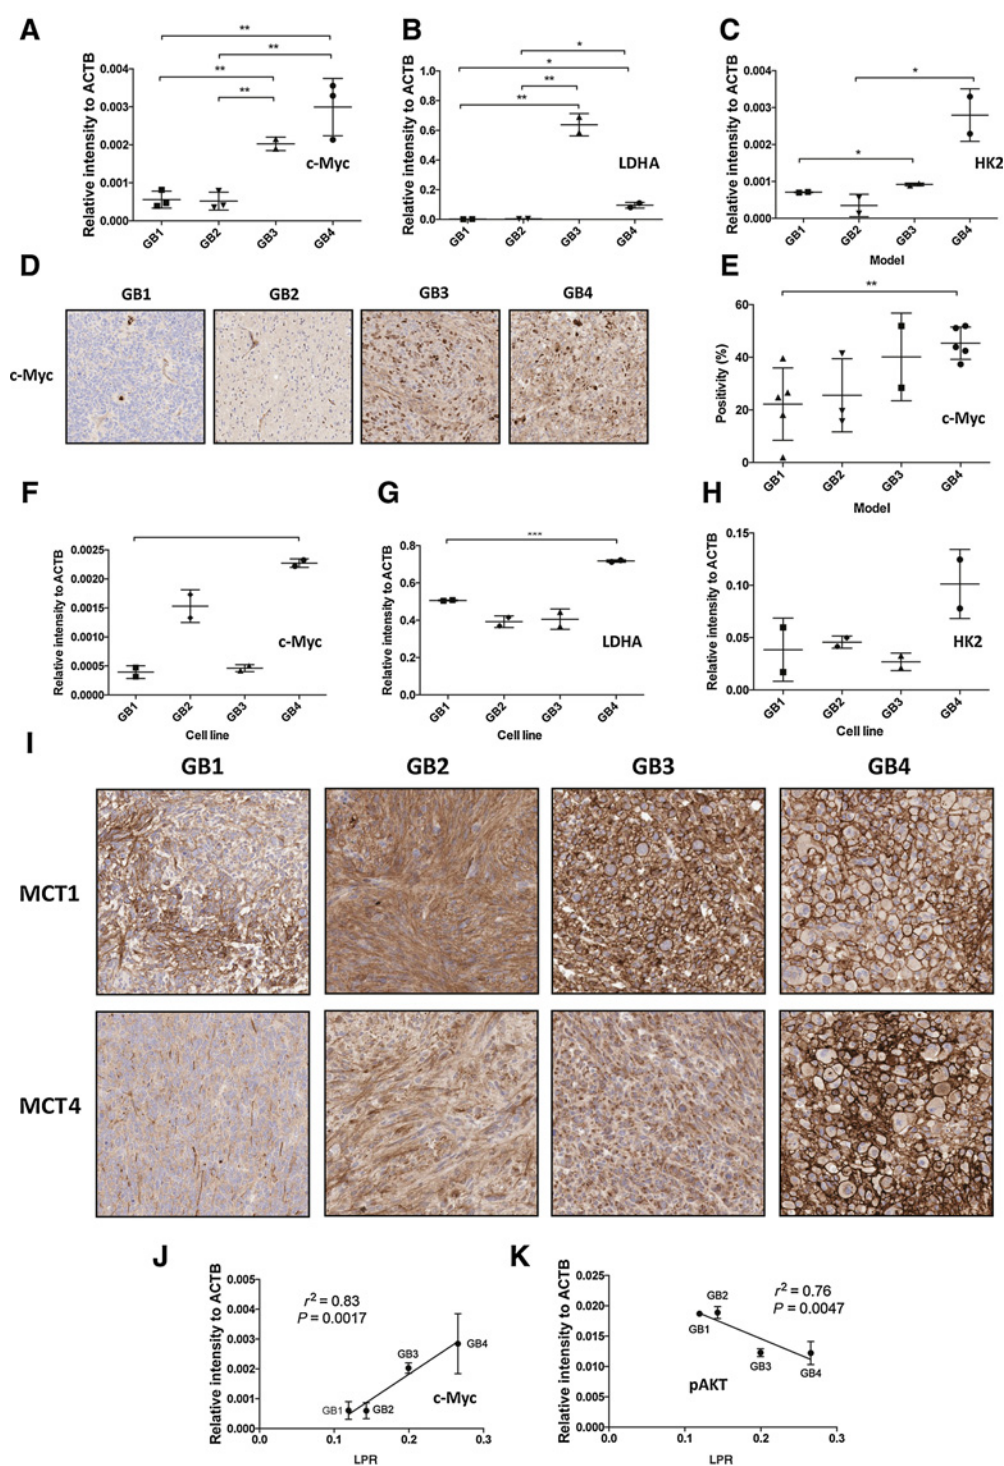 A
Relative intensity to ACTB
0.004
0.003
0.002
0.001
0.000
**
**
**
**
c-Myc
GB1
GB2
GB3
GB4
B
Relative intensity to ACTB
1.0
0.8
0.6
0.4
0.2
0.0
*
*
**
**
LDHA
GB1
GB2
GB3
GB4
C
Relative intensity to ACTB
0.004
0.003
0.002
0.001
0.000
*
*
HK2
GB1
GB2
GB3
GB4
Model
D
GB1
GB2
GB3
GB4
c-Myc
E
Positivity (%)
60
40
20
0
**
c-Myc
GB1
GB2
GB3
GB4
Model
F
Relative intensity to ACTB
0.0025
0.0020
0.0015
0.0010
0.0005
0.0000
c-Myc
GB1
GB2
GB3
GB4
Cell line
G
Relative intensity to ACTB
0.8
0.6
0.4
0.2
0.0
***
LDHA
GB1
GB2
GB3
GB4
Cell line
H
Relative intensity to ACTB
0.15
0.10
0.05
0.00
HK2
GB1
GB2
GB3
GB4
Cell line
I
GB1
GB2
GB3
GB4
MCT1
MCT4
J
Relative intensity to ACTB
0.005
0.004
0.003
0.002
0.001
0.000
r² = 0.83
P = 0.0017
GB1
GB2
GB3
GB4
c-Myc
0.0
0.1
0.2
0.3
LPR
K
Relative intensity to ACTB
0.025
0.020
0.015
0.010
0.005
0.000
r² = 0.76
P = 0.0047
GB2
GB1
GB3
GB4
pAKT
0.0
0.1
0.2
0.3
LPR